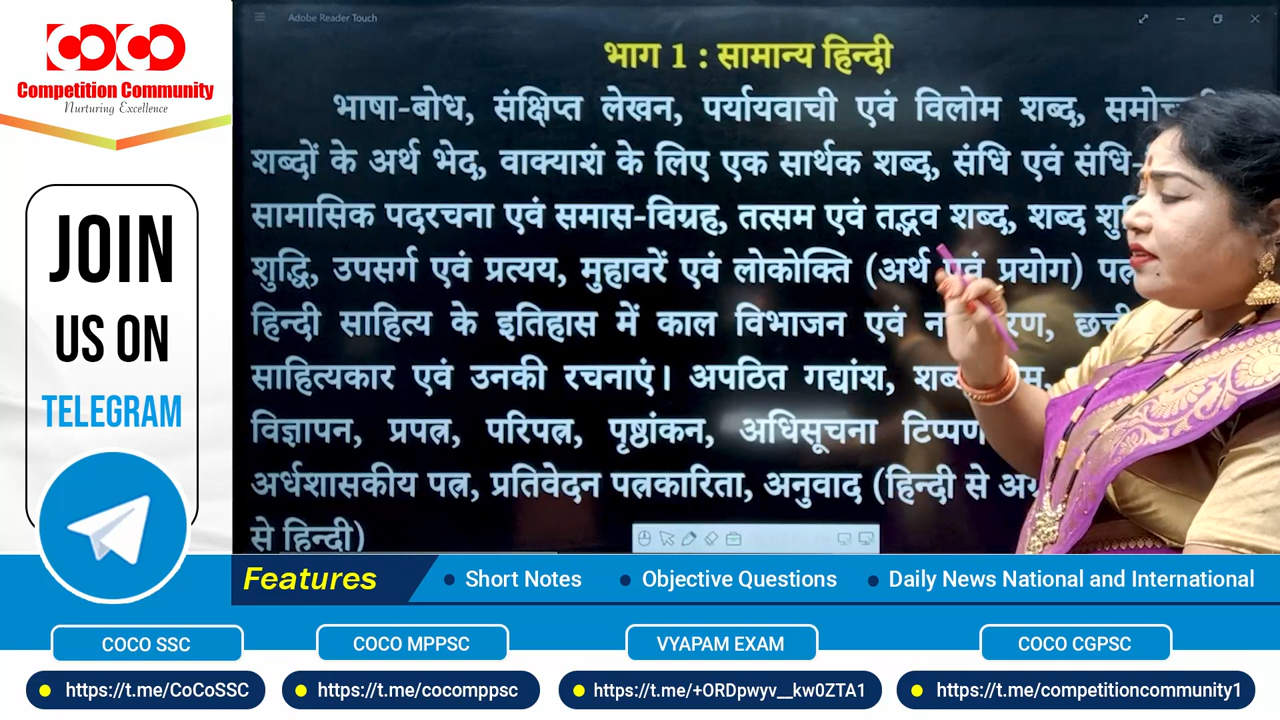 COCO
Competition Community
Nurturing Excellence
JOIN
US ON
TELEGRAM
Adobe Reader Touch
भाग 1 : सामान्य हिन्दी
भाषा-बोध, संक्षिप्त लेखन, पर्यायवाची एवं विलोम शब्द,
शब्दों के अर्थ भेद, वाक्याशं के लिए एक सार्थक शब्द, संधि एवं संधि-
सामासिक पदरचना एवं समास-विग्रह, तत्सम एवं तद्भव शब्द, शब्द
शुद्धि, उपसर्ग एवं प्रत्यय, मुहावरें एवं लोकोक्ति (अर्थ एवं प्रयोग)
हिन्दी साहित्य के इतिहास में काल विभाजन एवं
साहित्यकार एवं उनकी रचनाएं। अपठित गद्यांश,
विज्ञापन, प्रपत्र, परिपत्र, पृष्ठांकन, अधिसूचना
अर्धशासकीय पत्र, प्रतिवेदन पत्रकारिता, अनुवाद (हिन्दी से
से हिन्दी)
Features
Short Notes
Objective Questions
Daily News National and International
COCO SSC
COCO MPPSC
VYAPAM EXAM
COCO CGPSC
https://t.me/CoCoSSC
https://t.me/cocomppsc
https://t.me/+ORDpwyv__kw0ZTA1
https://t.me/competitioncommunity1